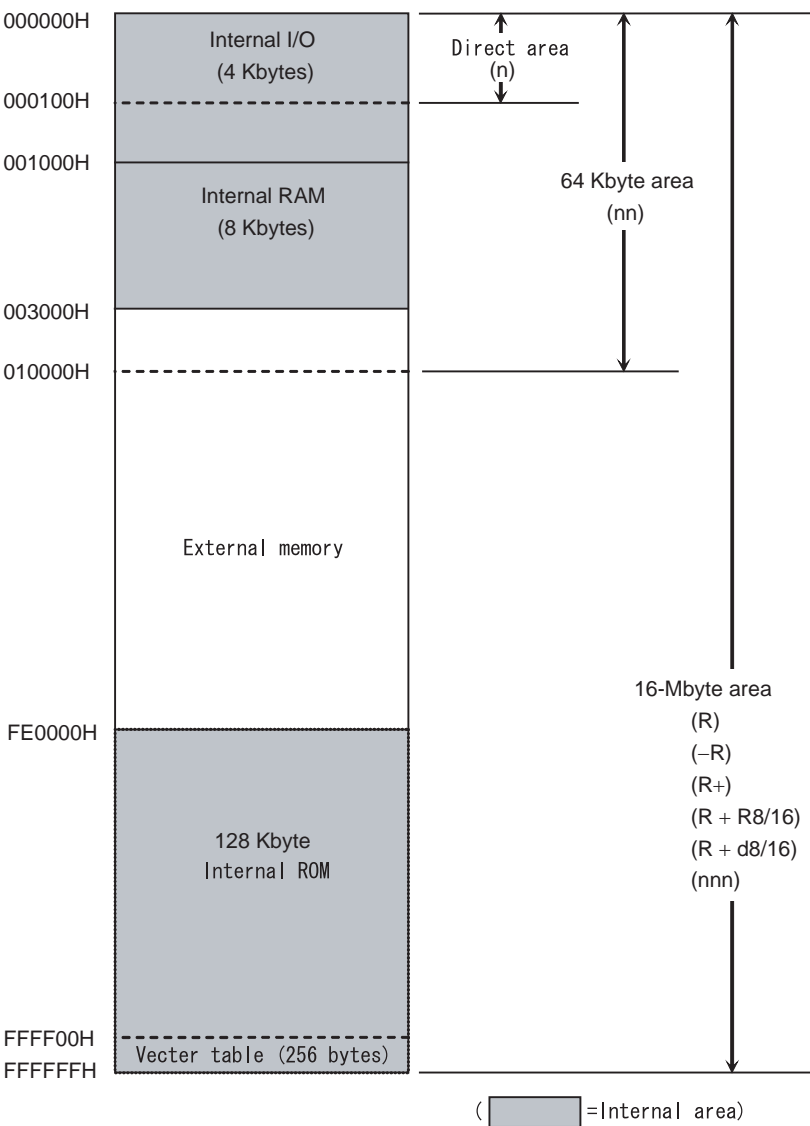 000000H
Internal I/O
(4 Kbytes)
Direct area
(n)
000100H
001000H
Internal RAM
(8 Kbytes)
64 Kbyte area
(nn)
003000H
010000H
External memory
16-Mbyte area
(R)
(−R)
(R+)
(R + R8/16)
(R + d8/16)
(nnn)
FE0000H
128 Kbyte
Internal ROM
FFFF00H
Vecter table (256 bytes)
FFFFFFH
( =Internal area)